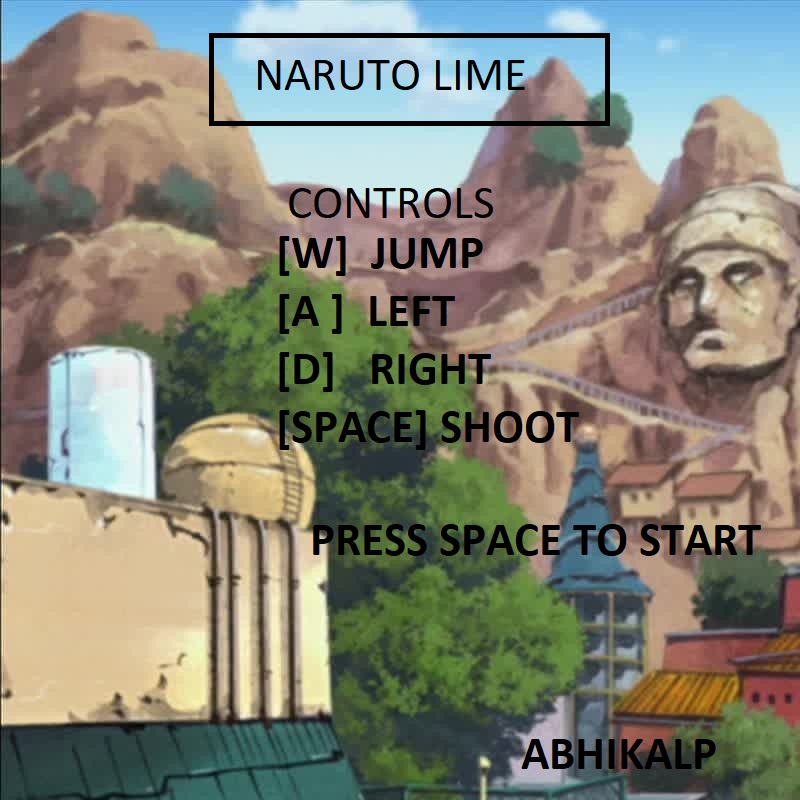 NARUTO LIME
CONTROLS
[W] JUMP
[A ] LEFT
[D] RIGHT
[SPACE] SHOOT
PRESS SPACE TO START
ABHIKALP